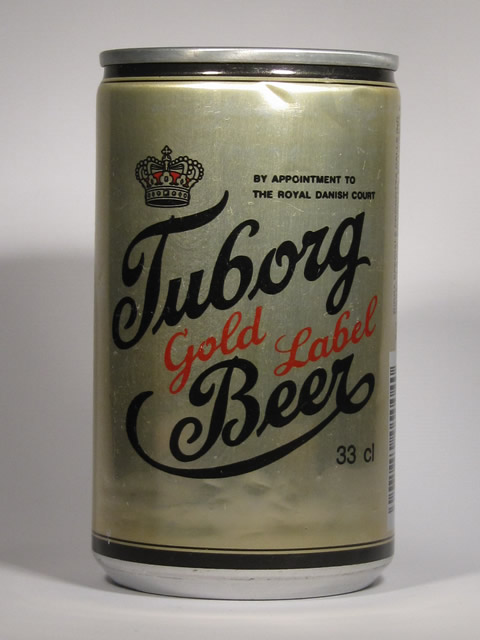 BY APPOINTMENT TO
THE ROYAL DANISH COURT
Tuborg
Gold Label
Beer
33 cl